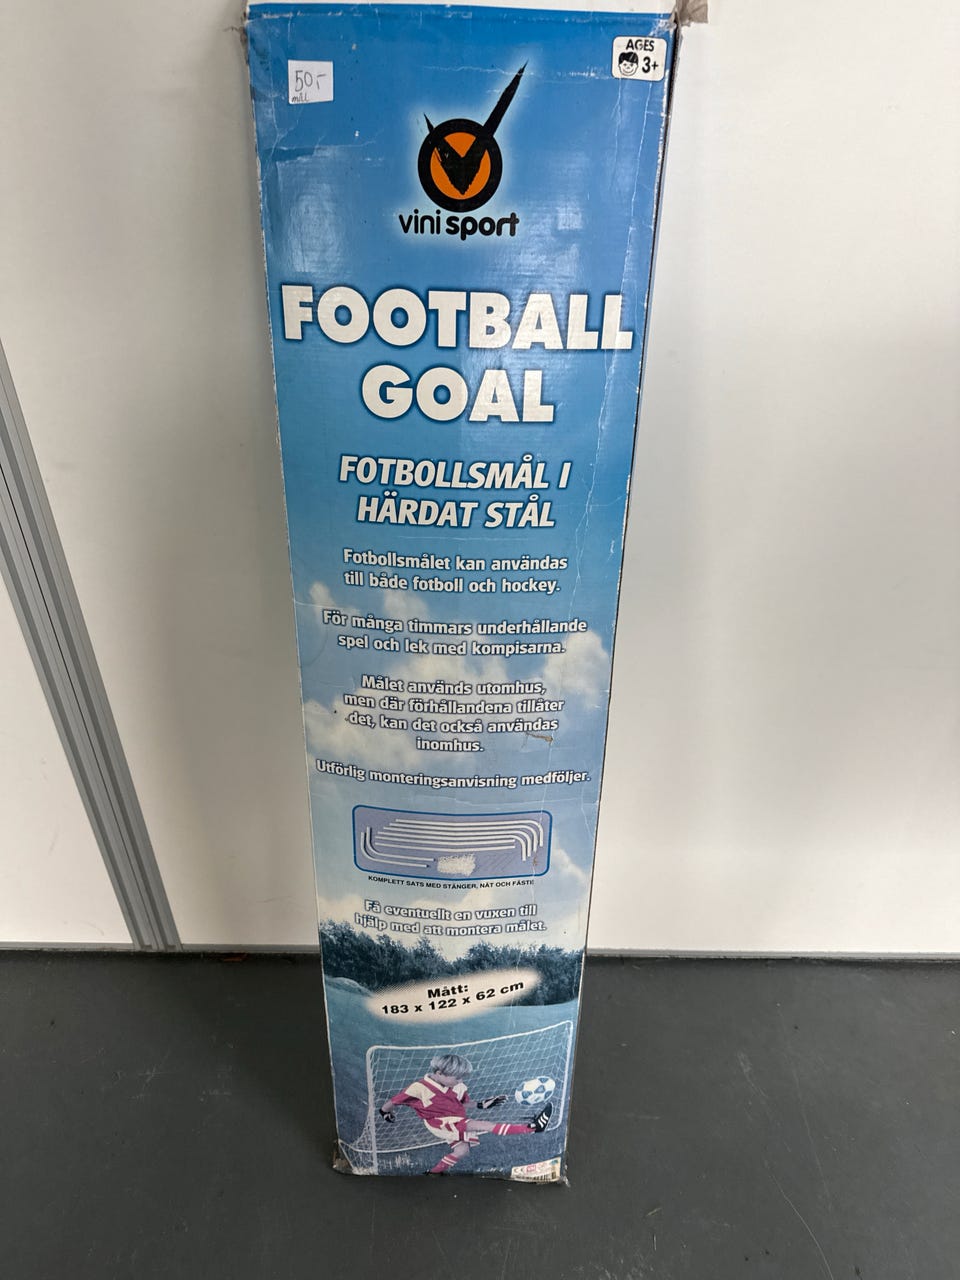 AGES
3+
50,-
vini sport
FOOTBALL
GOAL
FOTBOLLSMÅL I
HÄRDAT STÅL
Fotbollsmålet kan användas
till både fotboll och hockey.
För många timmars underhållande
spel och lek med kompisarna.
Målet används utomhus,
men där förhållandena tillåter
det, kan det också användas
inomhus.
Utförlig monteringsanvisning medföljer.
KOMPLETT SATS MED STÄNGER, NÄT OCH FÄSTE
Få eventuellt en vuxen till
hjälp med att montera målet.
Mått:
183 x 122 x 62 cm
CE